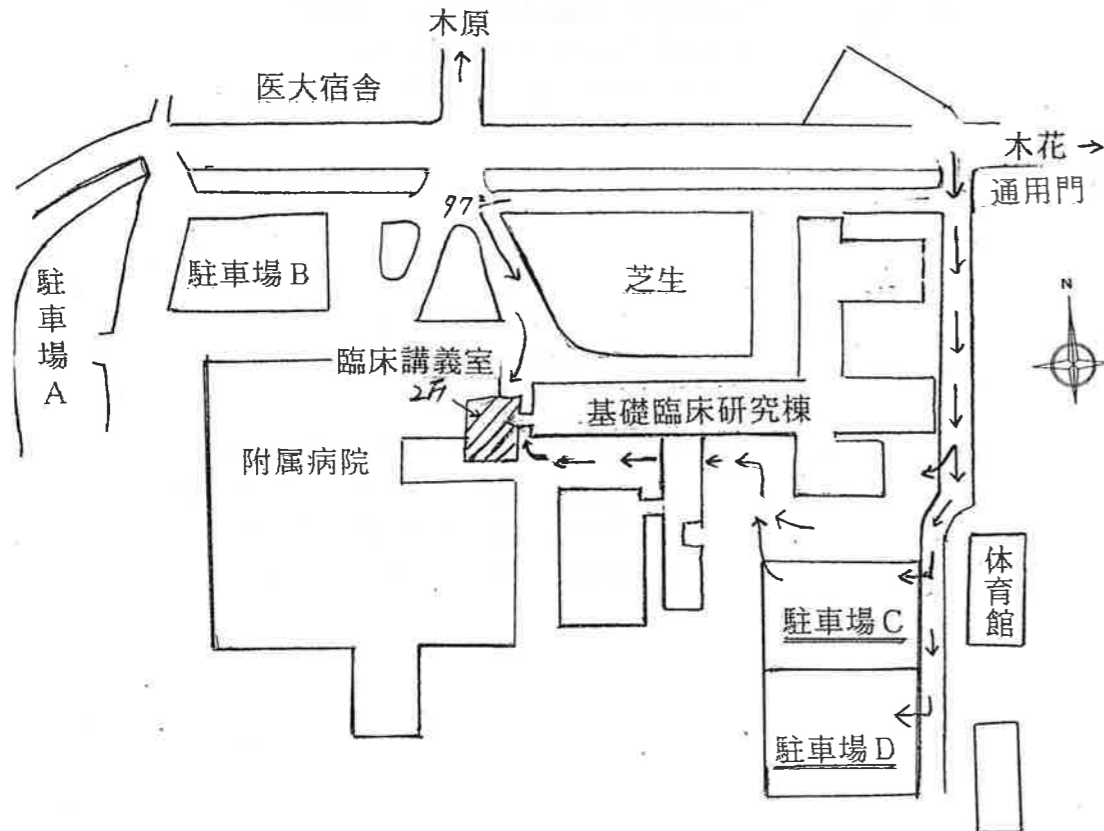 木原
医大宿舎
木花 →
通用門
駐車場B
芝生
N
駐車場A
臨床講義室
2F
基礎臨床研究棟
附属病院
体育館
駐車場C
駐車場D